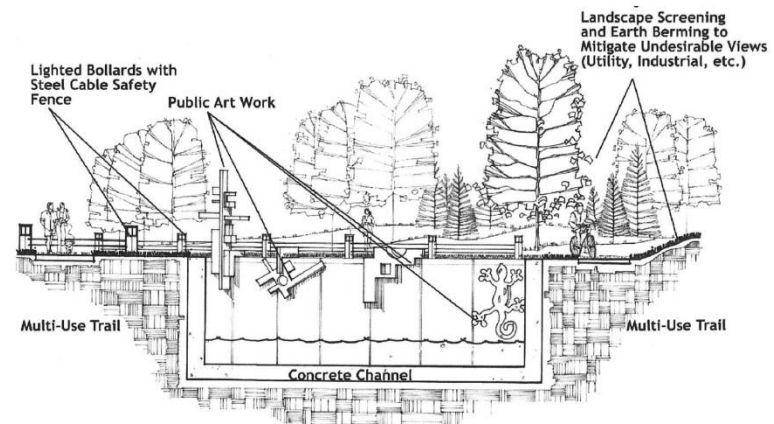 Landscape Screening
and Earth Berming to
Mitigate Undesirable Views
(Utility, Industrial, etc.)
Lighted Bollards with
Steel Cable Safety
Fence
Public Art Work
Multi-Use Trail
Multi-Use Trail
Concrete Channel